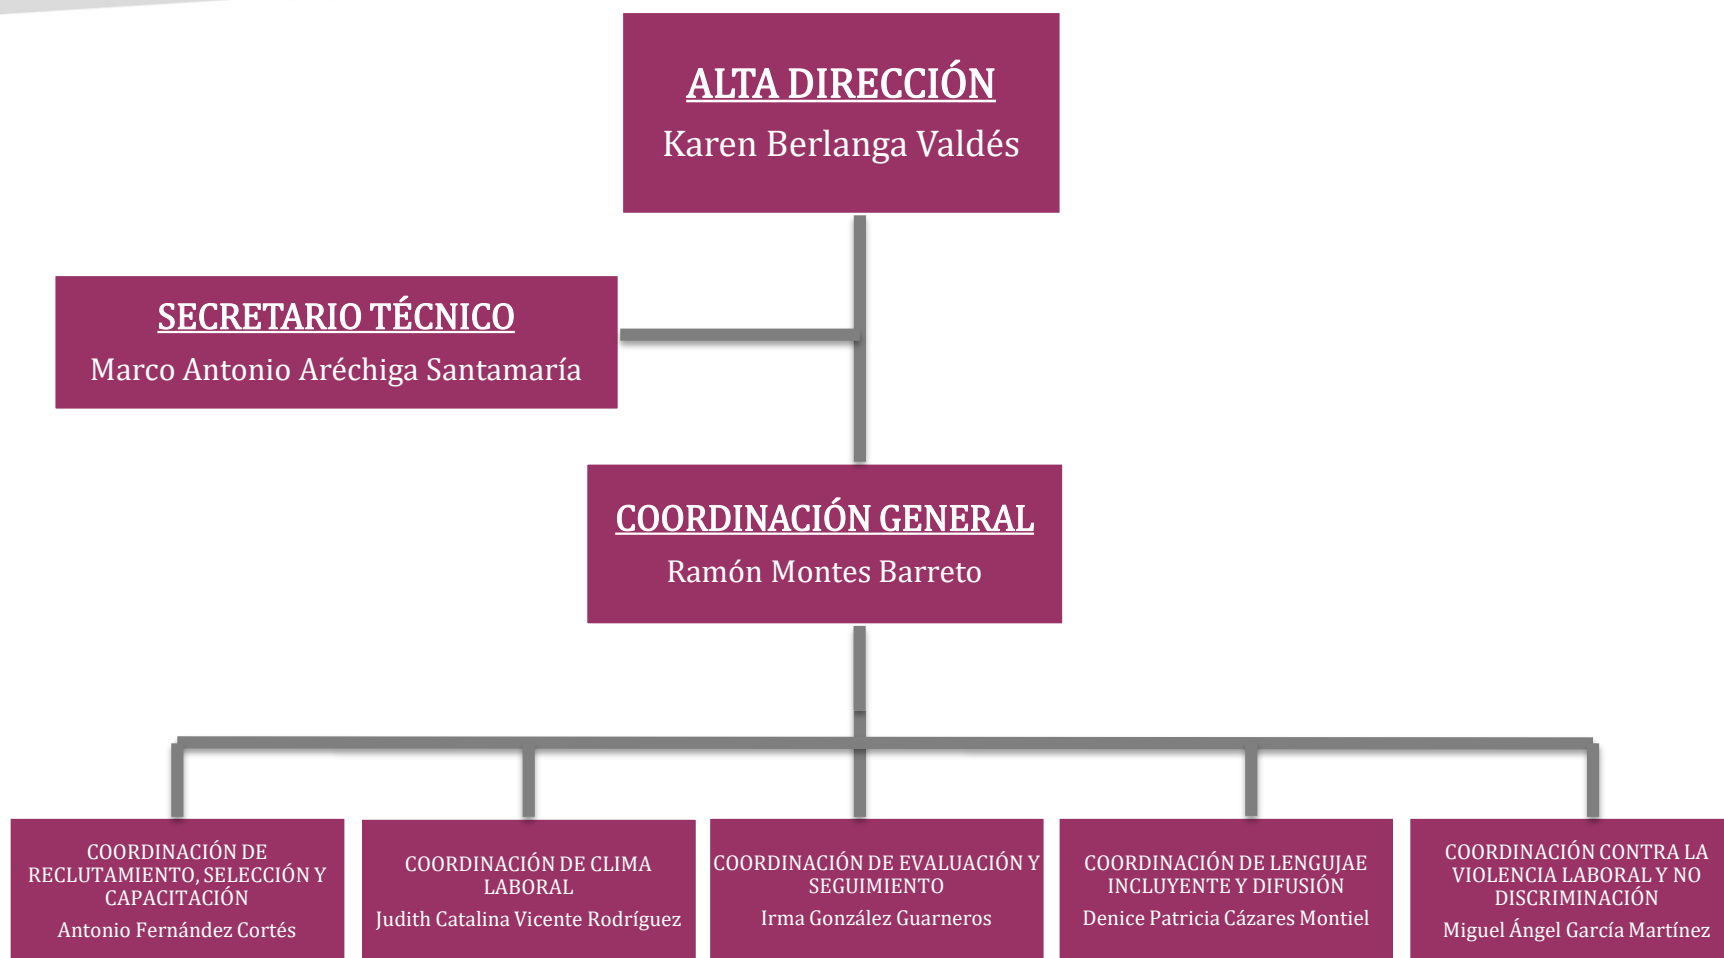 ALTA DIRECCIÓN
Karen Berlanga Valdés
SECRETARIO TÉCNICO
Marco Antonio Aréchiga Santamaría
COORDINACIÓN GENERAL
Ramón Montes Barreto
COORDINACIÓN DE
RECLUTAMIENTO, SELECCIÓN Y
CAPACITACIÓN
Antonio Fernández Cortés
COORDINACIÓN DE CLIMA
LABORAL
Judith Catalina Vicente Rodríguez
COORDINACIÓN DE EVALUACIÓN Y
SEGUIMIENTO
Irma González Guarneros
COORDINACIÓN DE LENGUJAE
INCLUYENTE Y DIFUSIÓN
Denice Patricia Cázares Montiel
COORDINACIÓN CONTRA LA
VIOLENCIA LABORAL Y NO
DISCRIMINACIÓN
Miguel Ángel García Martínez